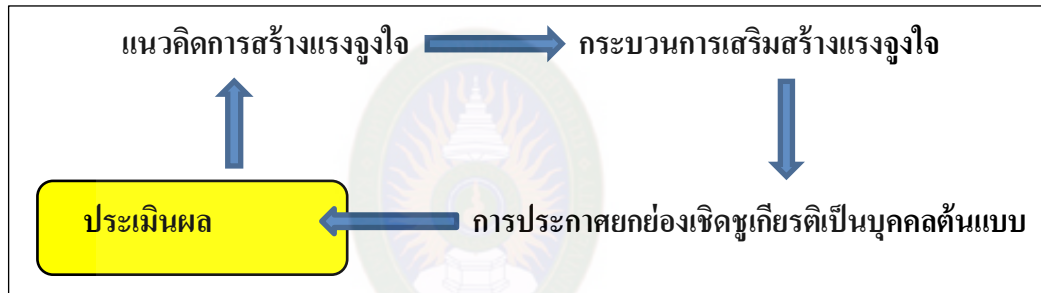 แนวคิดการสร้างแรงจูงใจ กระบวนการเสริมสร้างแรงจูงใจ
ประเมินผล การประกาศยกย่องเชิดชูเกียรติเป็นบุคคลต้นแบบ